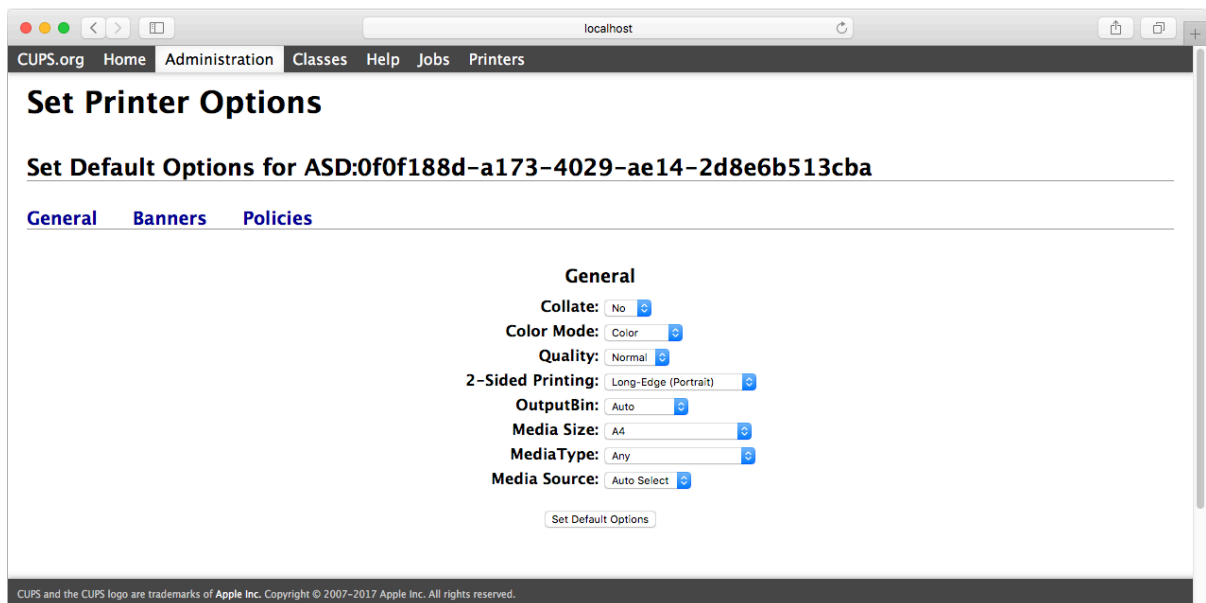 localhost
CUPS.org Home Administration Classes Help Jobs Printers
Set Printer Options
Set Default Options for ASD:0f0f188d-a173-4029-ae14-2d8e6b513cba
General Banners Policies
General
Collate: No
Color Mode: Color
Quality: Normal
2-Sided Printing: Long-Edge (Portrait)
OutputBin: Auto
Media Size: A4
MediaType: Any
Media Source: Auto Select
Set Default Options
CUPS and the CUPS logo are trademarks of Apple Inc. Copyright © 2007-2017 Apple Inc. All rights reserved.